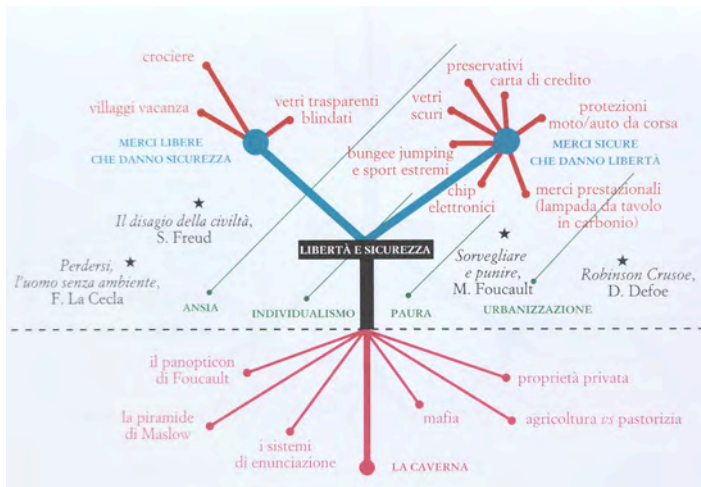 crociere
villaggi vacanza
vetri trasparenti
blindati
MERCI LIBERE
CHE DANNO SICUREZZA
preservativi
carta di credito
vetri
scuri
protezioni
moto/auto da corsa
MERCI SICURE
CHE DANNO LIBERTÀ
bungee jumping
e sport estremi
chip
elettronici
merci prestazionali
(lampada da tavolo
in carbonio)
Il disagio della civiltà,
S. Freud
LIBERTÀ E SICUREZZA
Perdersi,
l'uomo senza ambiente,
F. La Cecla
Sorvegliare
e punire,
M. Foucault
Robinson Crusoe,
D. Defoe
ANSIA
INDIVIDUALISMO
PAURA
URBANIZZAZIONE
il panopticon
di Foucault
proprietà privata
la piramide
di Maslow
mafia
agricoltura vs pastorizia
i sistemi
di enunciazione
LA CAVERNA